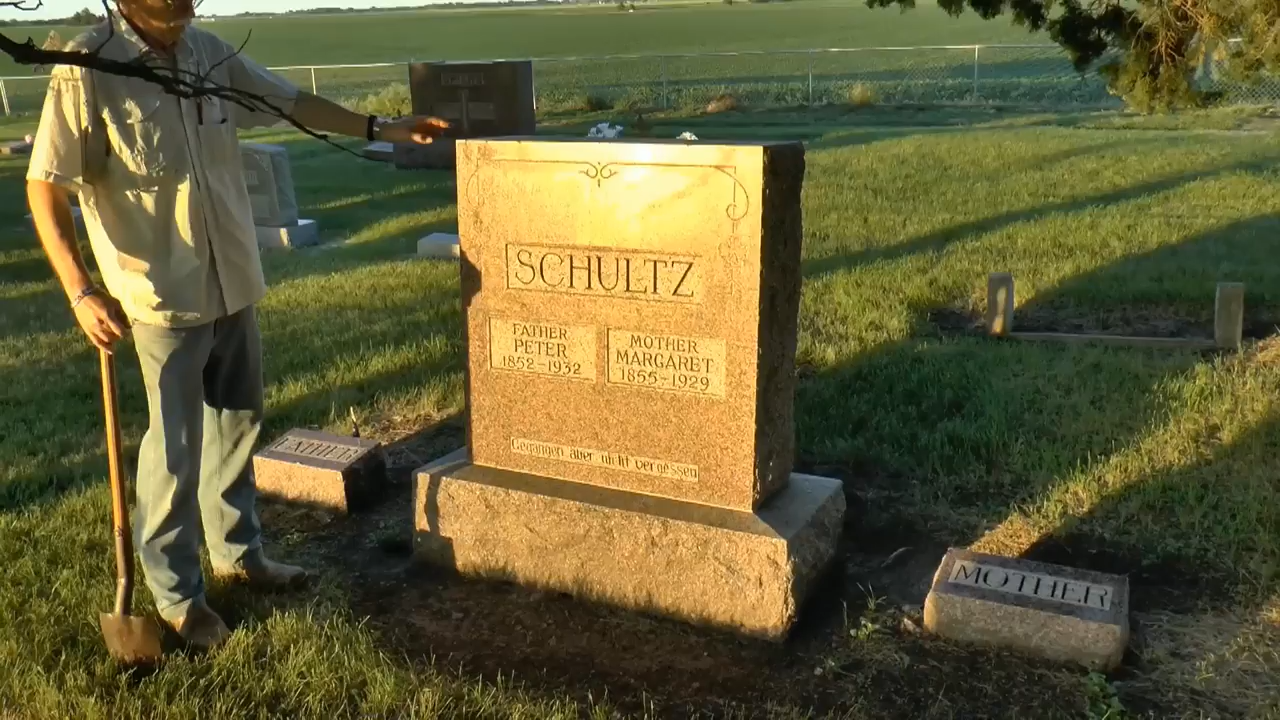 SCHULTZ
FATHER
PETER
1852-1932
MOTHER
MARGARET
1855-1929
Gegangen aber nicht vergessen
FATHER
MOTHER